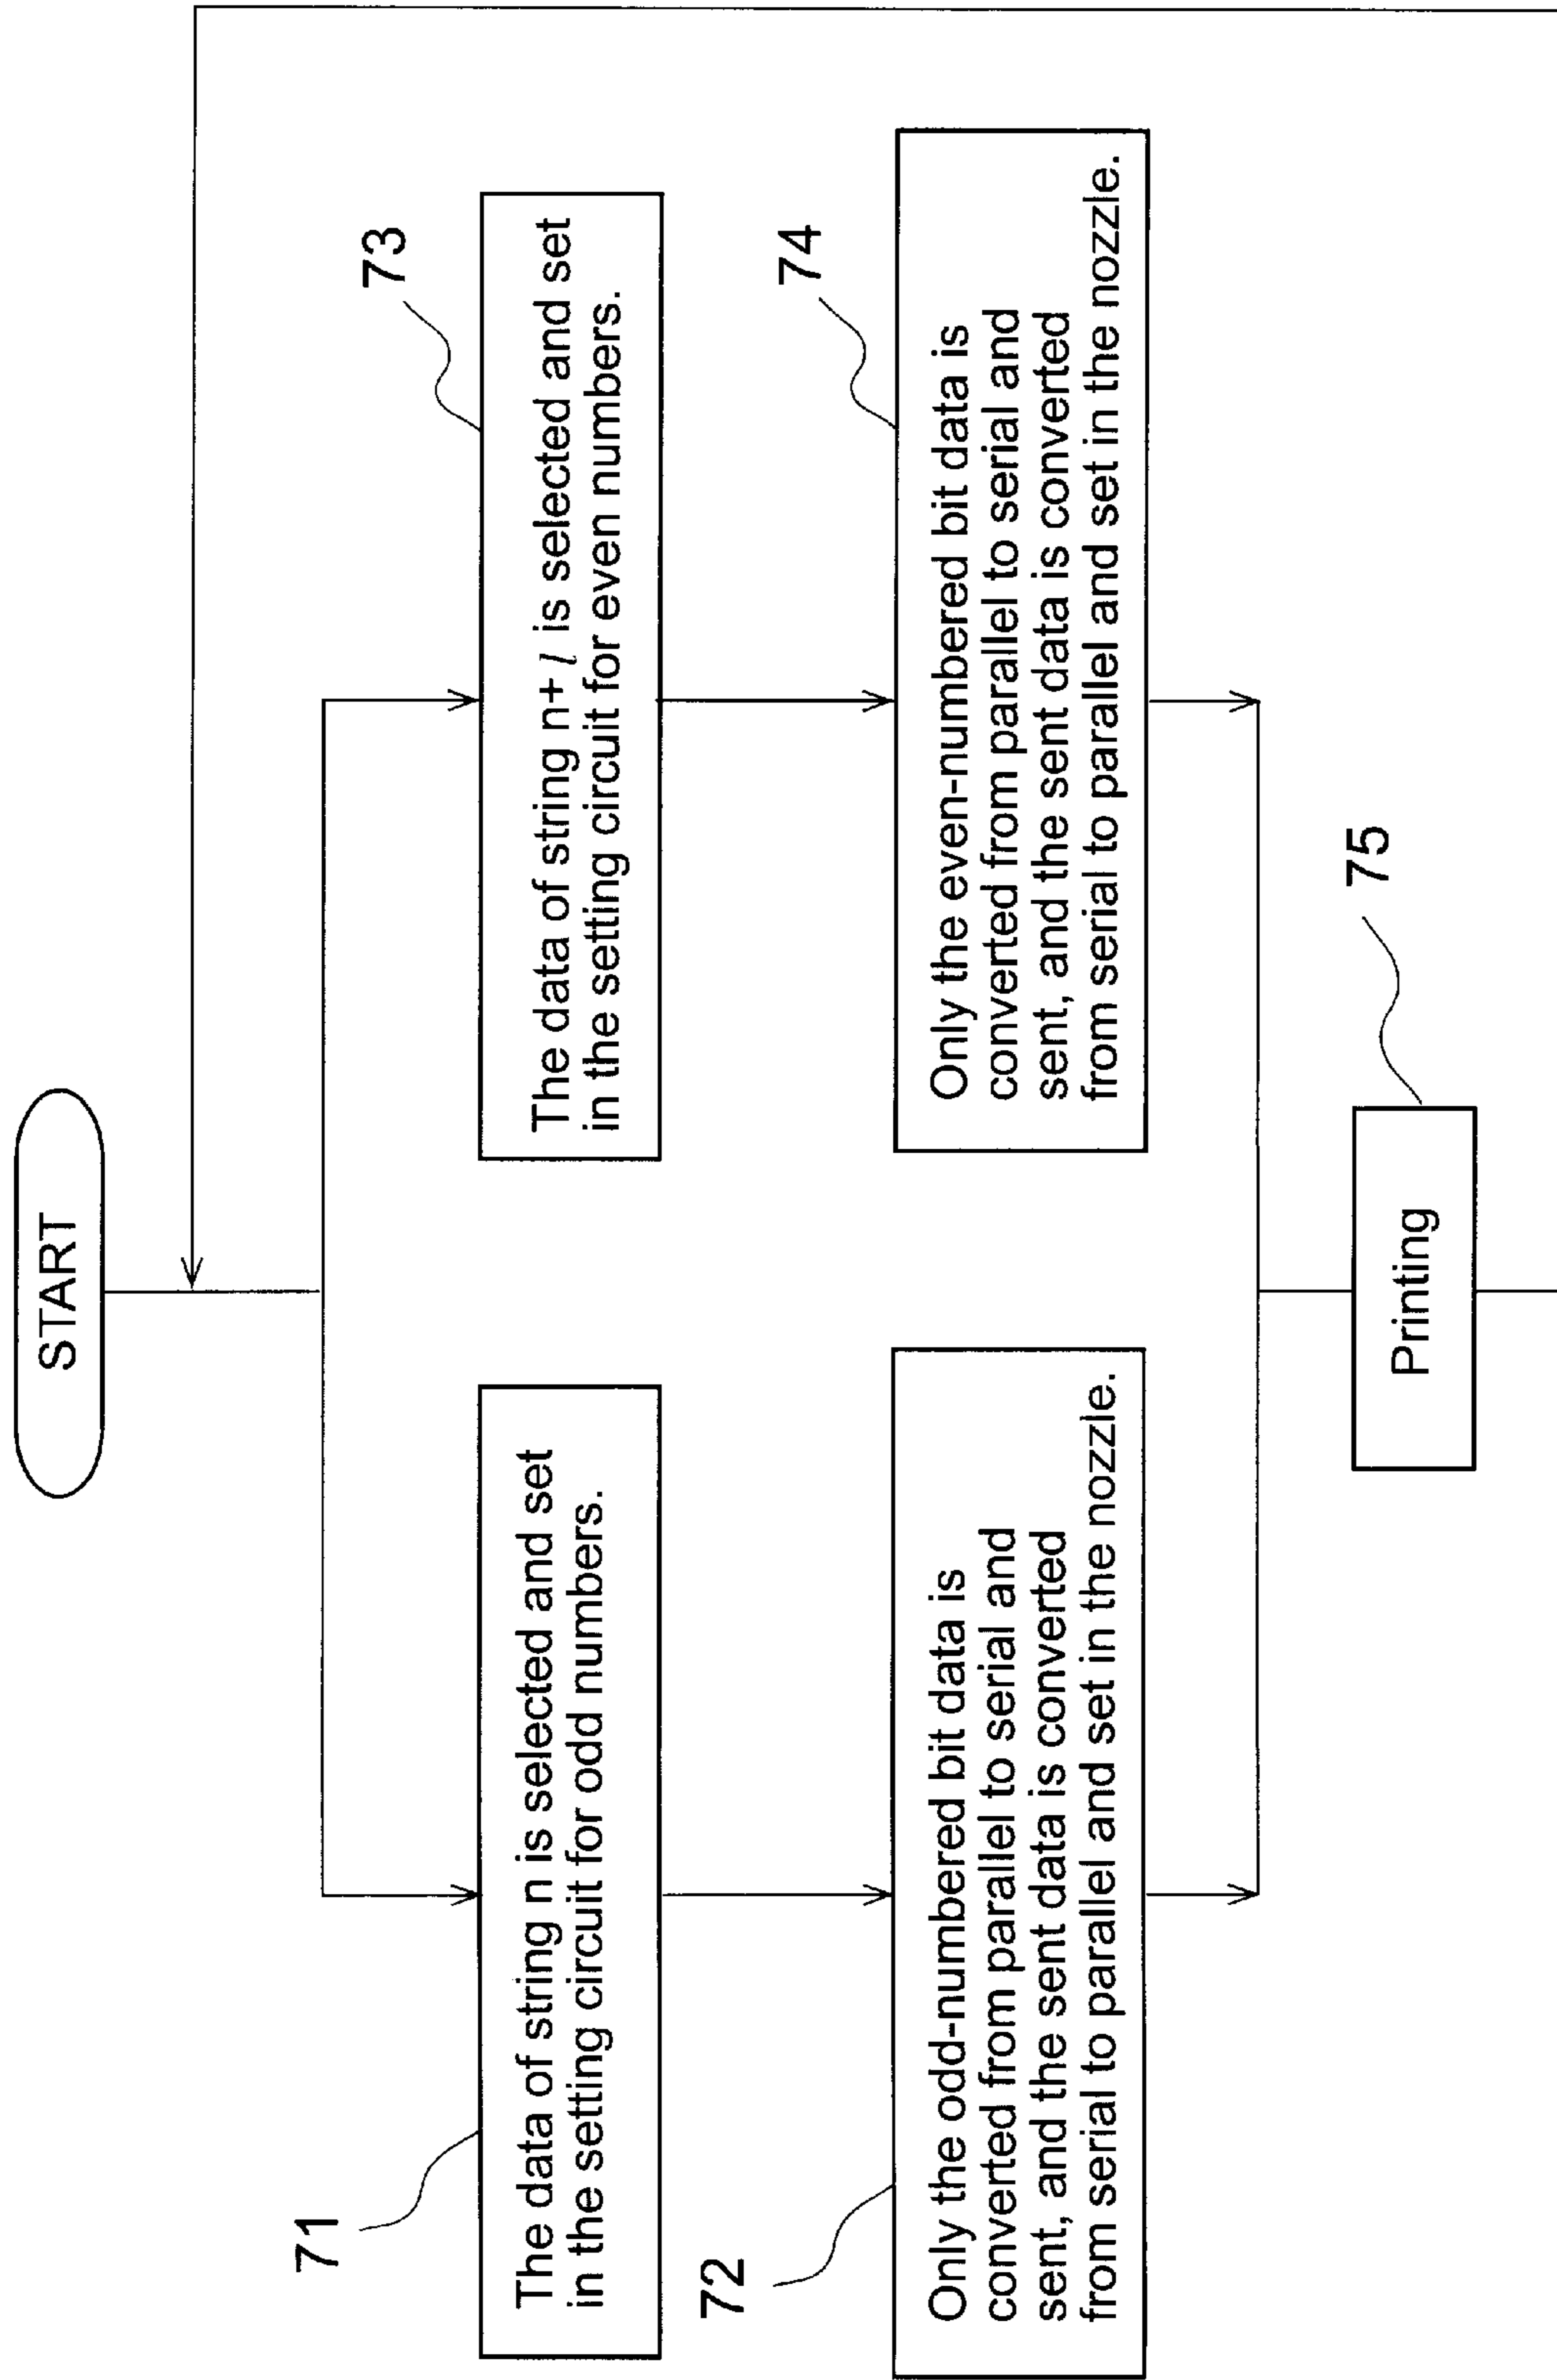 START
71
The data of string n is selected and set
in the setting circuit for odd numbers.
73
The data of string n+l is selected and set
in the setting circuit for even numbers.
72
Only the odd-numbered bit data is
converted from parallel to serial and
sent, and the sent data is converted
from serial to parallel and set in the nozzle.
74
Only the even-numbered bit data is
converted from parallel to serial and
sent, and the sent data is converted
from serial to parallel and set in the nozzle.
75
Printing